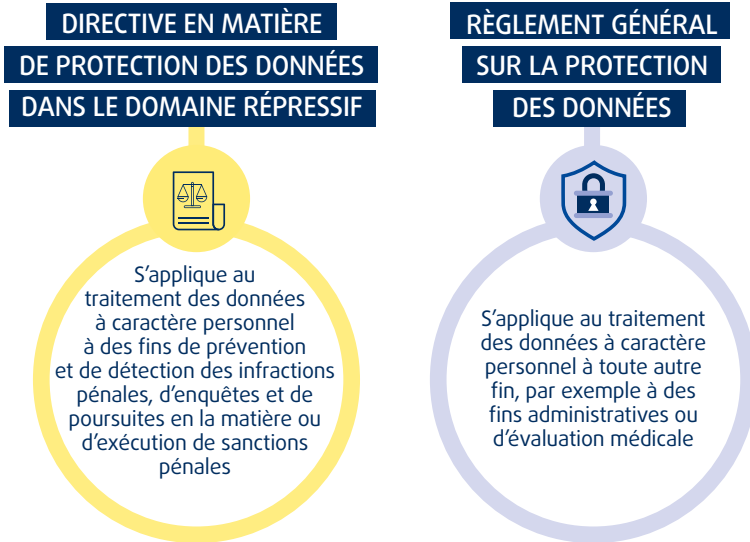 DIRECTIVE EN MATIÈRE
DE PROTECTION DES DONNÉES
DANS LE DOMAINE RÉPRESSIF
S’applique au
traitement des données
à caractère personnel
à des fins de prévention
et de détection des infractions
pénales, d’enquêtes et de
poursuites en la matière ou
d’exécution de sanctions
pénales
RÈGLEMENT GÉNÉRAL
SUR LA PROTECTION
DES DONNÉES
S’applique au traitement
des données à caractère
personnel à toute autre
fin, par exemple à des
fins administratives ou
d’évaluation médicale